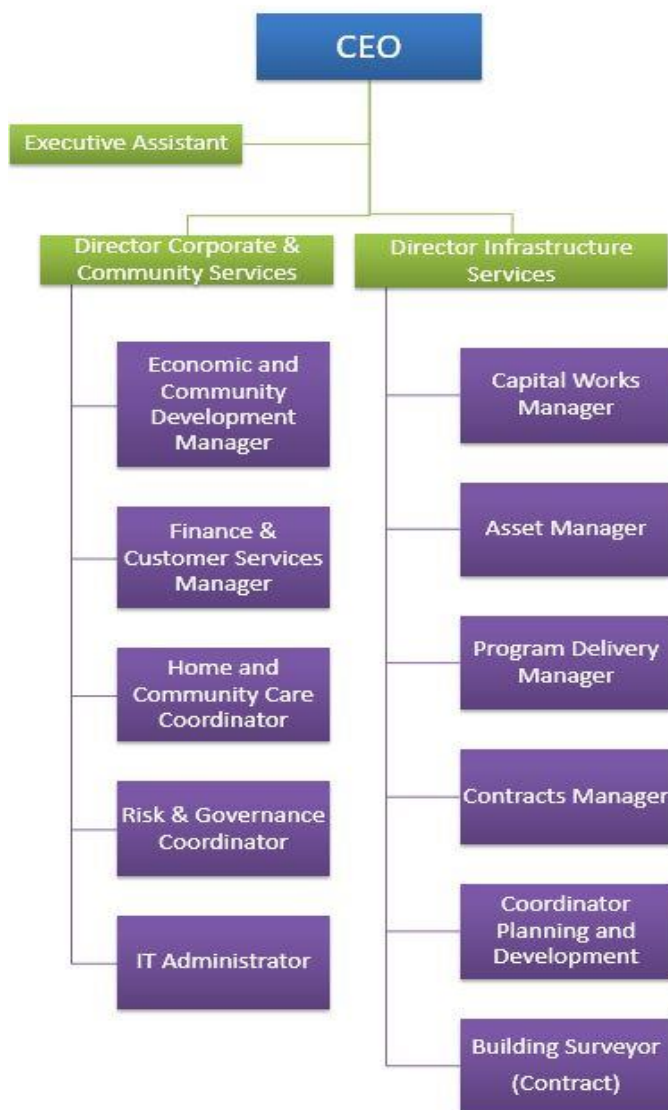 CEO
Executive Assistant
Director Corporate &
Community Services
Economic and
Community
Development
Manager
Finance &
Customer Services
Manager
Home and
Community Care
Coordinator
Risk & Governance
Coordinator
IT Administrator
Director Infrastructure
Services
Capital Works
Manager
Asset Manager
Program Delivery
Manager
Contracts Manager
Coordinator
Planning and
Development
Building Surveyor
(Contract)